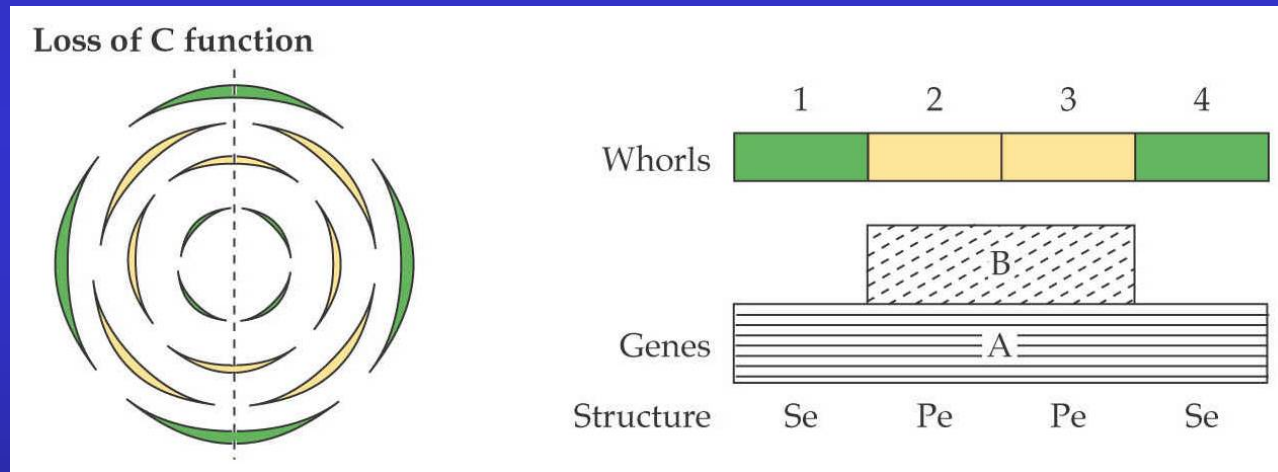 Loss of C function
1 2 3 4
Whorls
B
Genes A
Structure Se Pe Pe Se